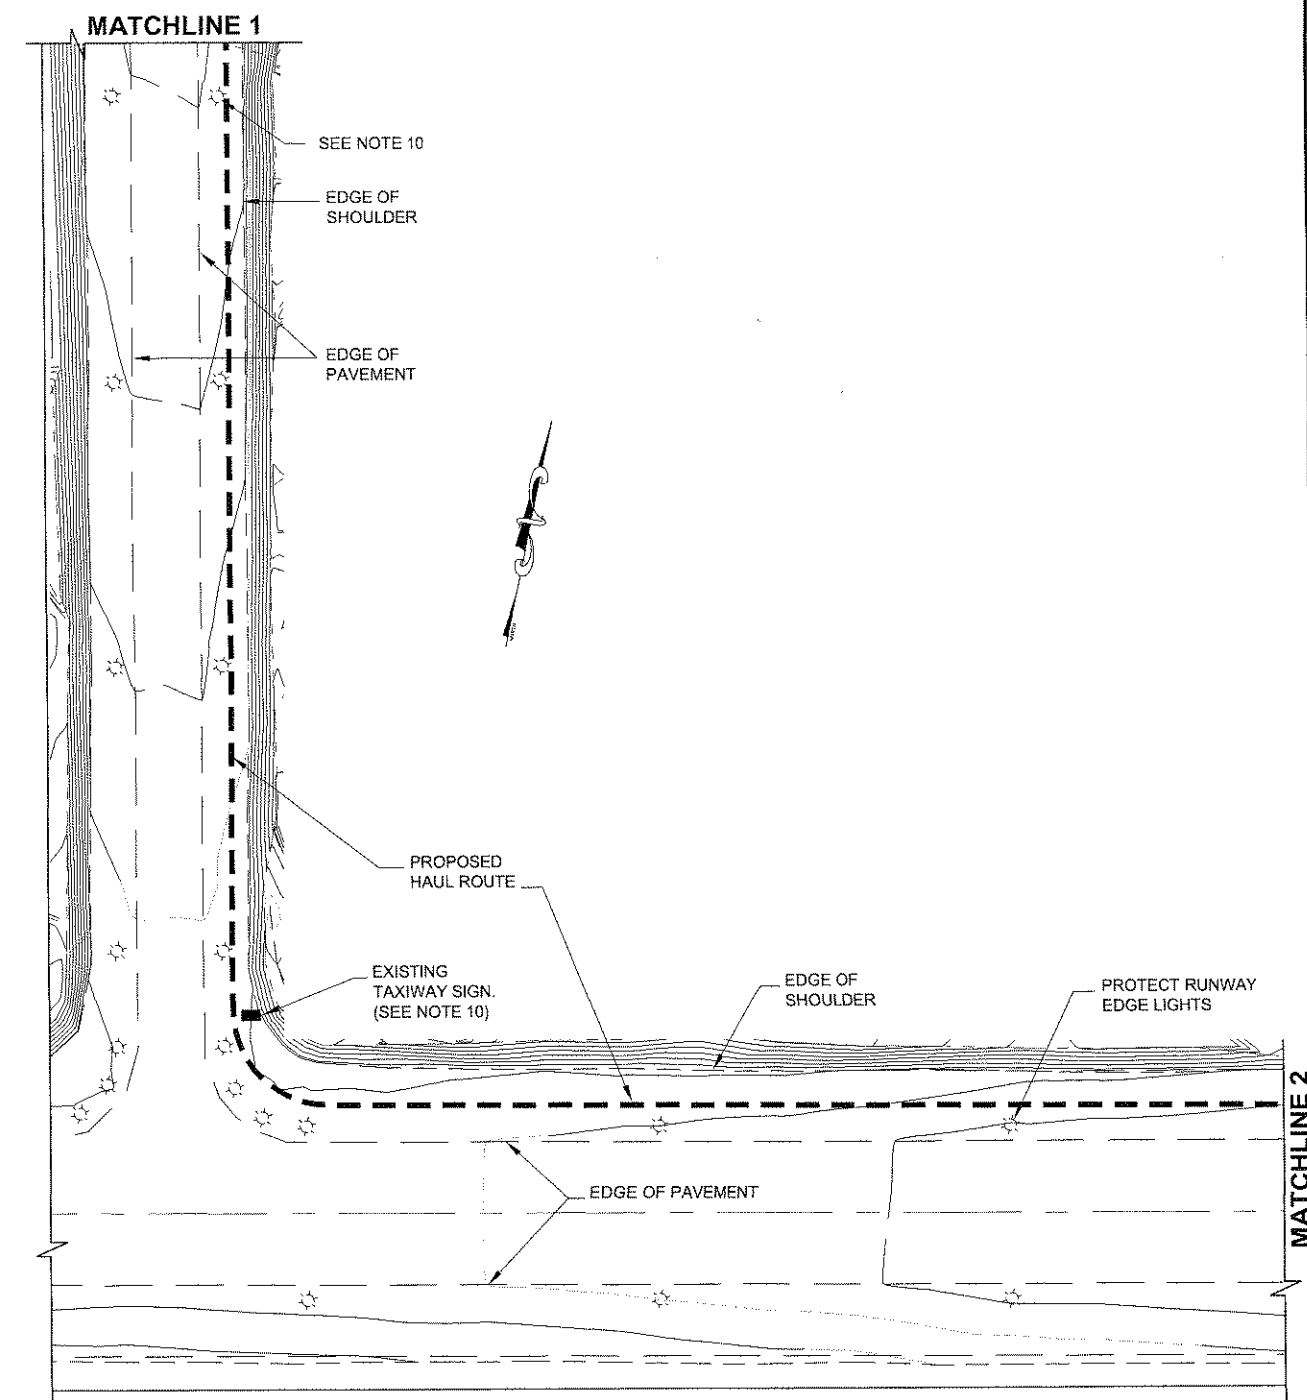 MATCHLINE 1
SEE NOTE 10
EDGE OF
SHOULDER
EDGE OF
PAVEMENT
PROPOSED
HAUL ROUTE
EXISTING
TAXIWAY SIGN.
(SEE NOTE 10)
EDGE OF
SHOULDER
PROTECT RUNWAY
EDGE LIGHTS
EDGE OF PAVEMENT
MATCHLINE 2